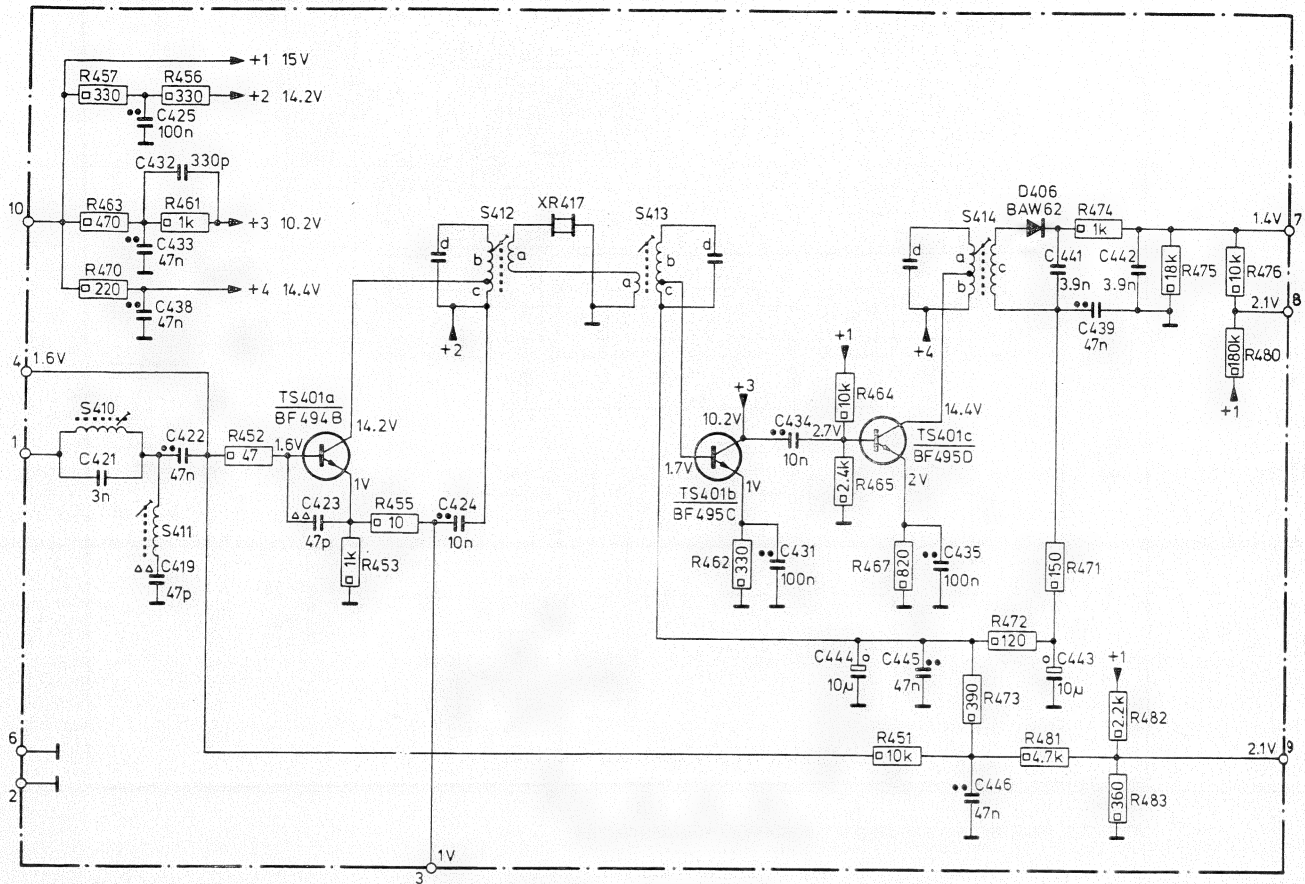 +1 15V
R457
330
R456
330
+2 14.2V
C425
100n
C432
330p
10
R463
470
R461
1k
+3 10.2V
C433
47n
R470
220
+4 14.4V
C438
47n
4
1.6V
S410
1
C421
3n
C422
47n
R452
47
1.6V
TS401a
BF494B
14.2V
1V
S411
C419
47p
C423
47p
R455
10
C424
10n
1k
R453
S412
d
b
a
c
+2
XR417
S413
d
b
a
c
S414
d
a
c
b
+4
D406
BAW62
R474
1k
1.4V
7
C441
3.9n
C442
3.9n
18k
R475
10k
R476
2.1V
8
C439
47n
180k
R480
+1
+1
10k
R464
+3
10.2V
C434
10n
2.7V
14.4V
TS401c
BF495D
2V
1.7V
TS401b
BF495C
1V
2.4k
R465
R462
330
C431
100n
R467
820
C435
100n
150
R471
R472
120
C444
10µ
C445
47n
390
R473
C443
10µ
+1
2.2k
R482
R451
10k
R481
4.7k
2.1V
9
C446
47n
360
R483
6
2
3
1V